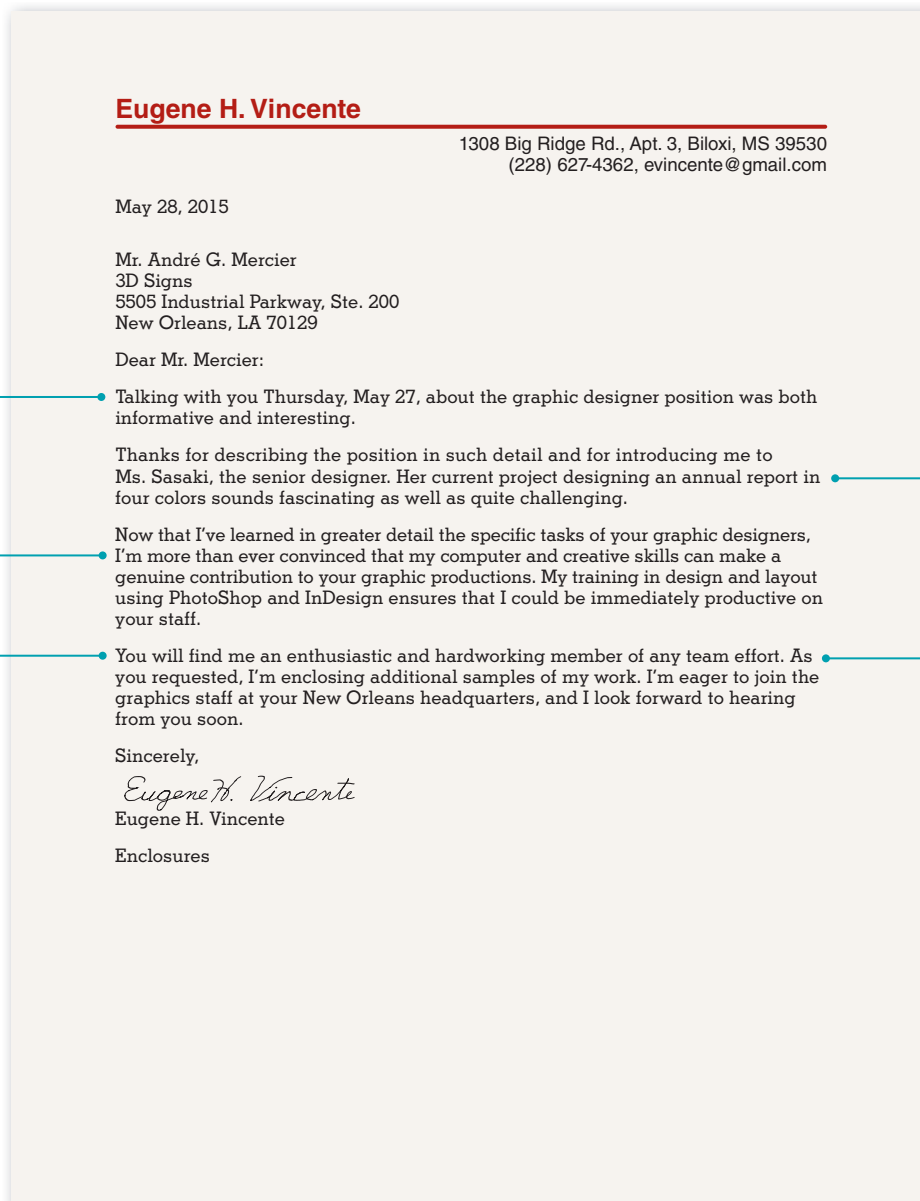 Eugene H. Vincente
1308 Big Ridge Rd., Apt. 3, Biloxi, MS 39530
(228) 627-4362, evincente@gmail.com
May 28, 2015
Mr. André G. Mercier
3D Signs
5505 Industrial Parkway, Ste. 200
New Orleans, LA 70129
Dear Mr. Mercier:
Talking with you Thursday, May 27, about the graphic designer position was both
informative and interesting.
Thanks for describing the position in such detail and for introducing me to
Ms. Sasaki, the senior designer. Her current project designing an annual report in
four colors sounds fascinating as well as quite challenging.
Now that I’ve learned in greater detail the specific tasks of your graphic designers,
I’m more than ever convinced that my computer and creative skills can make a
genuine contribution to your graphic productions. My training in design and layout
using PhotoShop and InDesign ensures that I could be immediately productive on
your staff.
You will find me an enthusiastic and hardworking member of any team effort. As
you requested, I’m enclosing additional samples of my work. I’m eager to join the
graphics staff at your New Orleans headquarters, and I look forward to hearing
from you soon.
Sincerely,
Eugene H. Vincente
Eugene H. Vincente
Enclosures